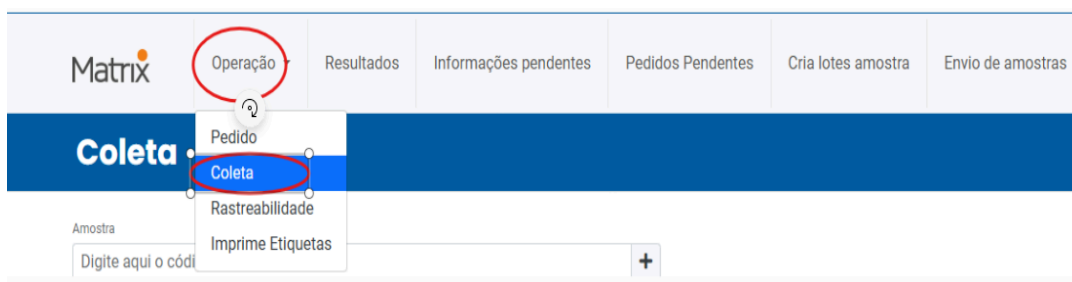 Matrix Operação Resultados Informações pendentes Pedidos Pendentes Cria lotes amostra Envio de amostras
Pedido
Coleta
Coleta
Rastreabilidade
Imprime Etiquetas
Amostra
Digite aqui o +